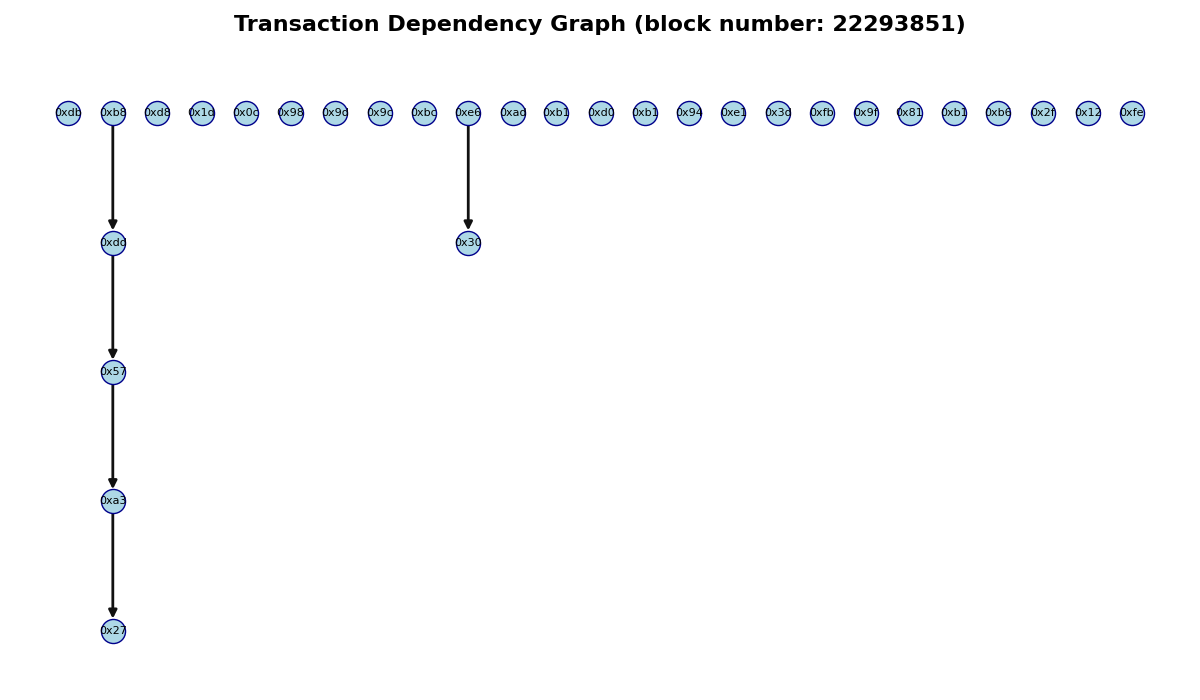 Transaction Dependency Graph (block number: 22293851)
0xdb 0xb8 0xd8 0x1d 0x0c 0x98 0x9d 0x9c 0xbc 0xe6 0xad 0xb1 0xd0 0xb1 0x94 0xe1 0x3d 0xfb 0x9f 0x81 0xb1 0xb6 0x2f 0x12 0xfe
0xdd 0x30
0x57
0xa3
0x27